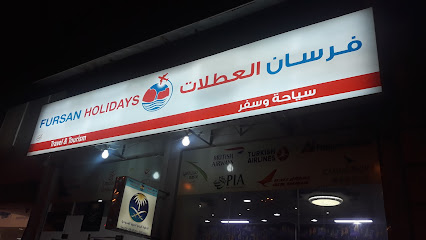 FURSAN HOLIDAYS
فرسان العطلات
Travel & Tourism
سياحة وسفر
TURKISH
AIRLINES
PIA